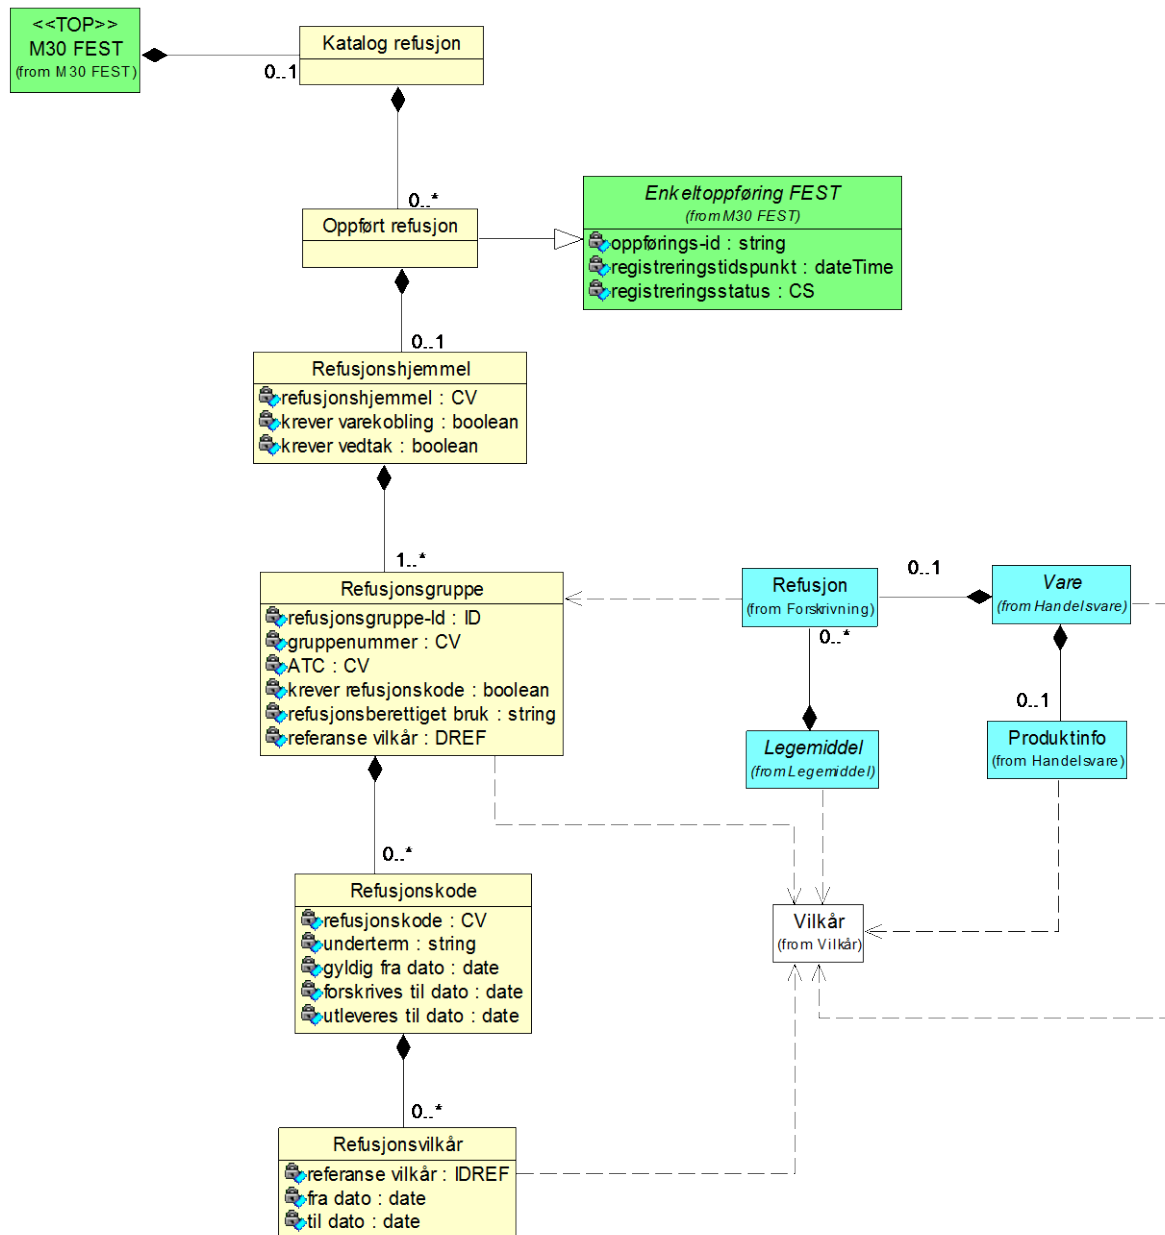 <<TOP>>
M30 FEST
(from M30 FEST)
0..1
Katalog refusjon
0..*
Oppført refusjon
Enkeltoppføring FEST
(from M30 FEST)
oppførings-id : string
registreringstidspunkt : dateTime
registreringsstatus : CS
0..1
Refusjonshjemmel
refusjonshjemmel : CV
krever varekobling : boolean
krever vedtak : boolean
1..*
Refusjonsgruppe
refusjonsgruppe-Id : ID
gruppenummer : CV
ATC : CV
krever refusjonskode : boolean
refusjonsberettiget bruk : string
referanse vilkår : DREF
Refusjon
(from Forskrivning)
0..1
Vare
(from Handelsvare)
0..*
0..1
Legemiddel
(from Legemiddel)
Produktinfo
(from Handelsvare)
0..*
Refusjonskode
refusjonskode : CV
underterm : string
gyldig fra dato : date
forskrives til dato : date
utleveres til dato : date
Vilkår
(from Vilkår)
0..*
Refusjonsvilkår
referanse vilkår : IDREF
fra dato : date
til dato : date